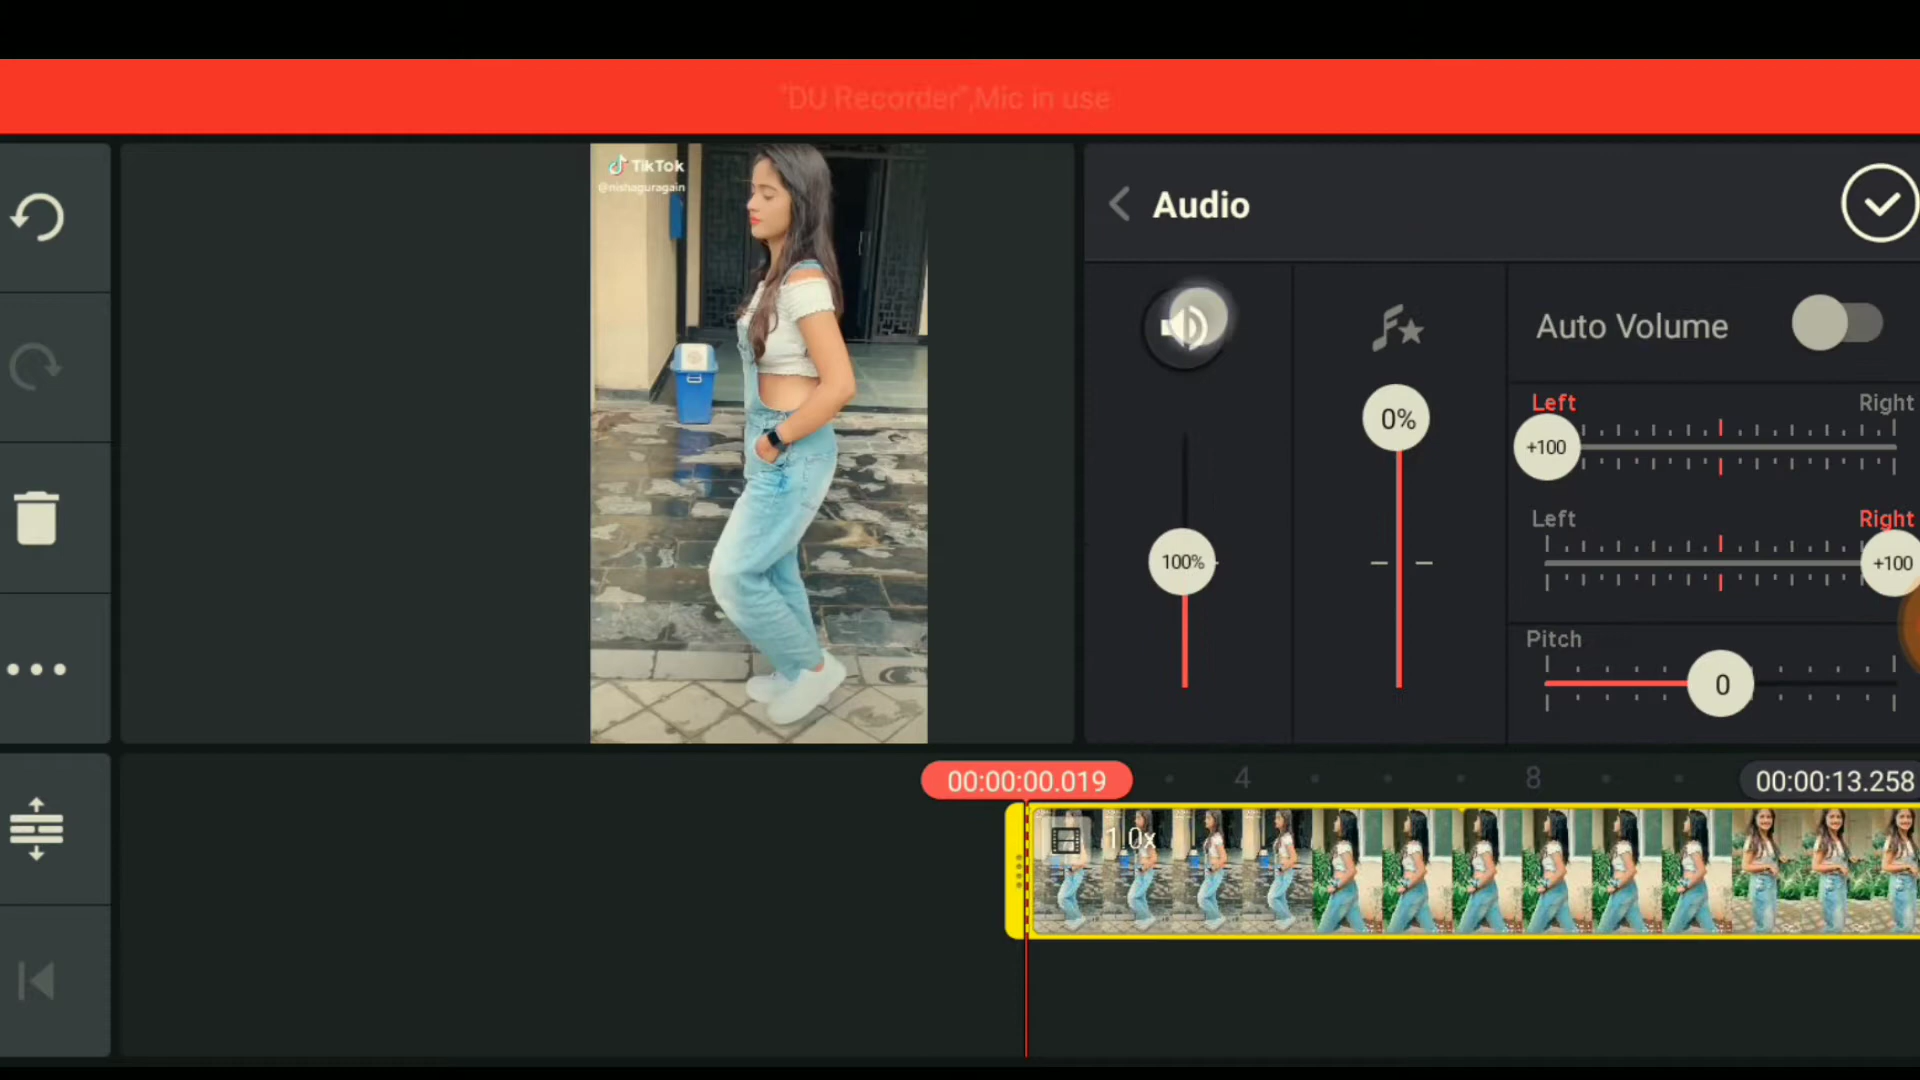 "DU Recorder",Mic in use
TikTok
@nishaguragain
Audio
Auto Volume
0%
100%
Left
Right
+100
Left
Right
+100
Pitch
0
00:00:00.019
4
8
00:00:13.258
1.0x